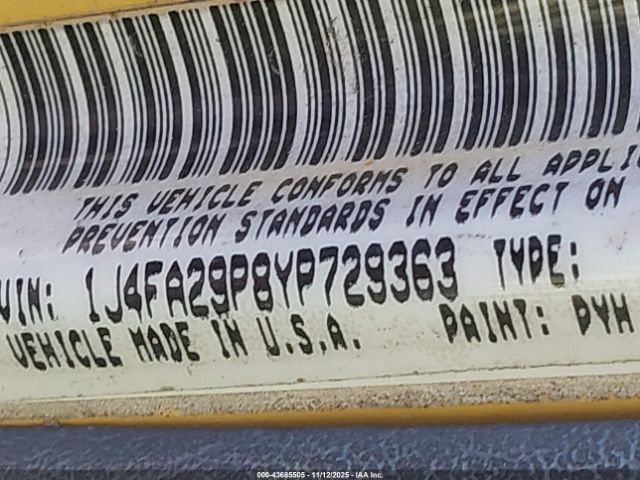 THIS VEHICLE CONFORMS TO ALL APPLI
PREVENTION STANDARDS IN EFFECT ON
VIN: 1J4FA29P8YP729363 TYPE:
VEHICLE MADE IN U.S.A. PAINT: PYH
000-43685505 - 11/12/2025 - IAA Inc.